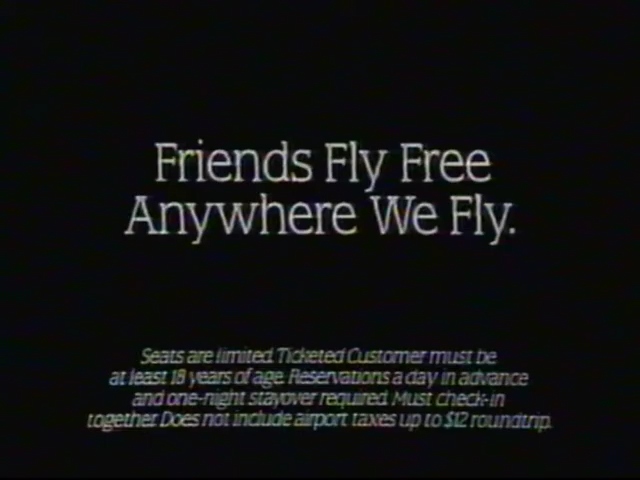 Friends Fly Free
Anywhere We Fly.
Seats are limited. Ticketed Customer must be
at least 18 years of age. Reservations a day in advance
and one-night stayover required. Must check-in
together. Does not include airport taxes up to $12 roundtrip.